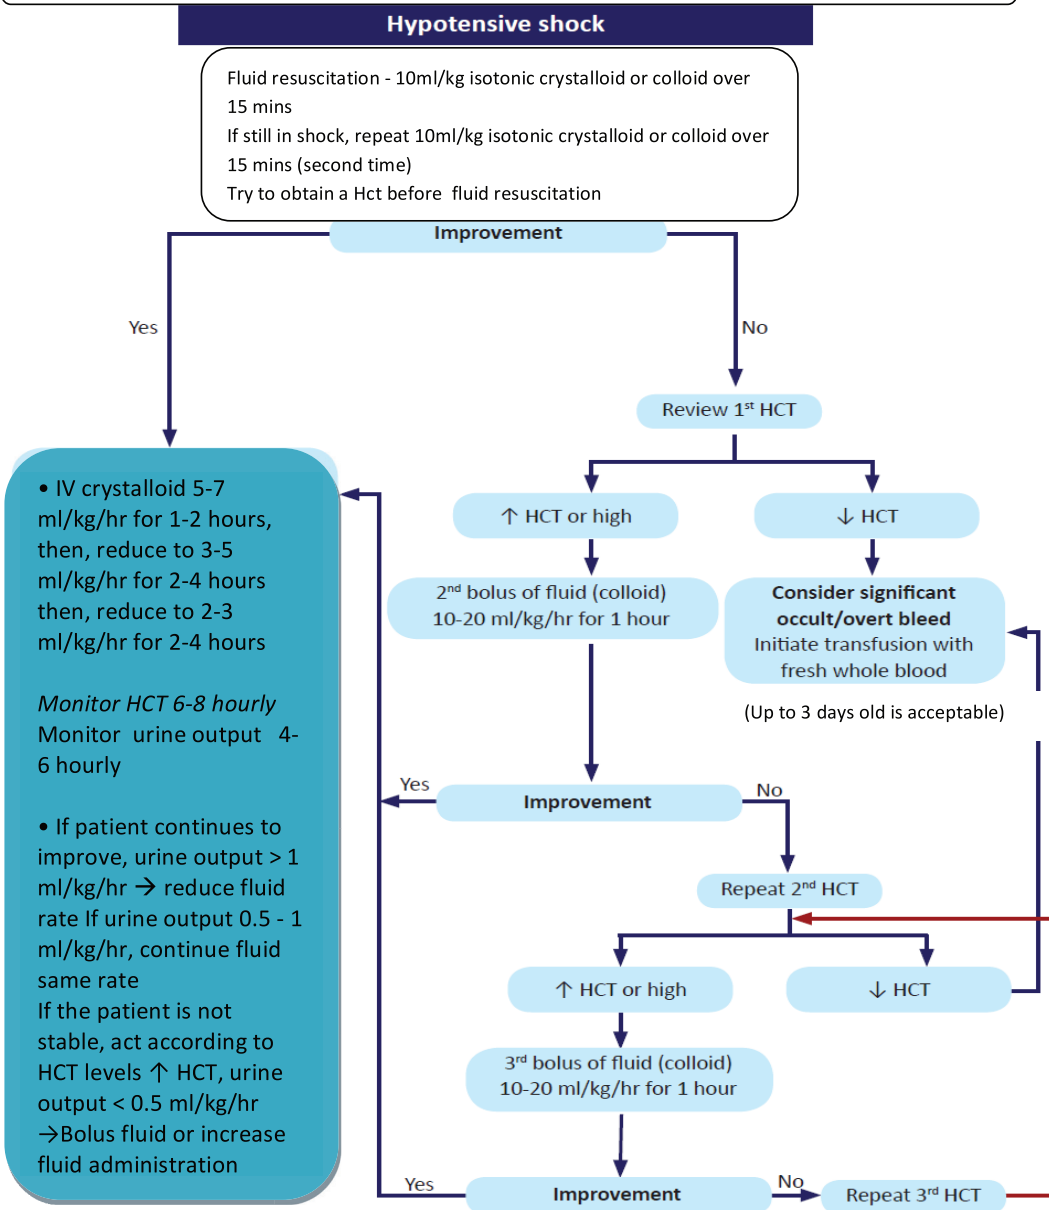 Hypotensive shock
Fluid resuscitation - 10ml/kg isotonic crystalloid or colloid over
15 mins
If still in shock, repeat 10ml/kg isotonic crystalloid or colloid over
15 mins (second time)
Try to obtain a Hct before fluid resuscitation
Improvement
Yes
No
Review 1st HCT
↑ HCT or high
↓ HCT
2nd bolus of fluid (colloid)
10-20 ml/kg/hr for 1 hour
Consider significant
occult/overt bleed
Initiate transfusion with
fresh whole blood
(Up to 3 days old is acceptable)
• IV crystalloid 5-7
ml/kg/hr for 1-2 hours,
then, reduce to 3-5
ml/kg/hr for 2-4 hours
then, reduce to 2-3
ml/kg/hr for 2-4 hours
Monitor HCT 6-8 hourly
Monitor urine output 4-
6 hourly
• If patient continues to
improve, urine output > 1
ml/kg/hr → reduce fluid
rate If urine output 0.5 - 1
ml/kg/hr, continue fluid
same rate
If the patient is not
stable, act according to
HCT levels ↑ HCT, urine
output < 0.5 ml/kg/hr
→Bolus fluid or increase
fluid administration
Yes
Improvement
No
Repeat 2nd HCT
↑ HCT or high
↓ HCT
3rd bolus of fluid (colloid)
10-20 ml/kg/hr for 1 hour
Yes
Improvement
No
Repeat 3rd HCT